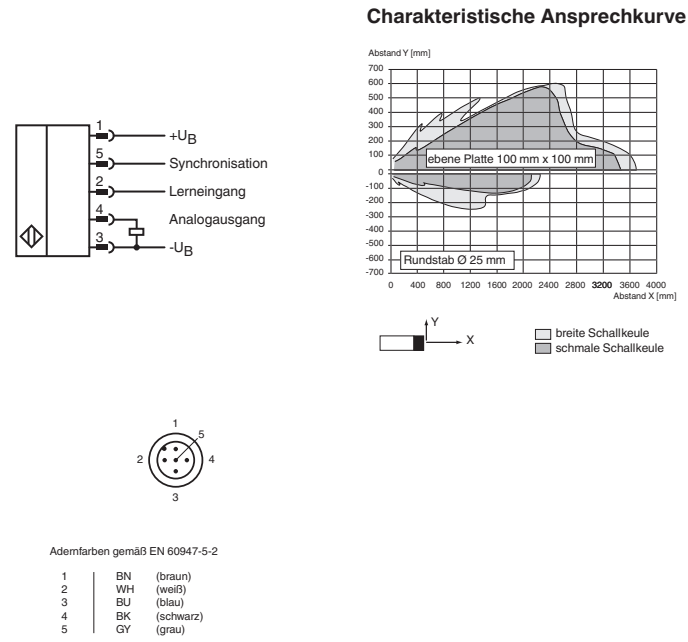 Charakteristische Ansprechkurve
Abstand Y [mm]
700
600
500
400
300
200
100
0
-100
-200
-300
-400
-500
-600
-700
ebene Platte 100 mm x 100 mm
Rundstab Ø 25 mm
0 400 800 1200 1600 2000 2400 2800 3200 3600 4000
Abstand X [mm]
1 +UB
5 Synchronisation
2 Lerneingang
4 Analogausgang
3 -UB
Y
X
breite Schallkeule
schmale Schallkeule
1
5
2
4
3
Adernfarben gemäß EN 60947-5-2
1 BN (braun)
2 WH (weiß)
3 BU (blau)
4 BK (schwarz)
5 GY (grau)